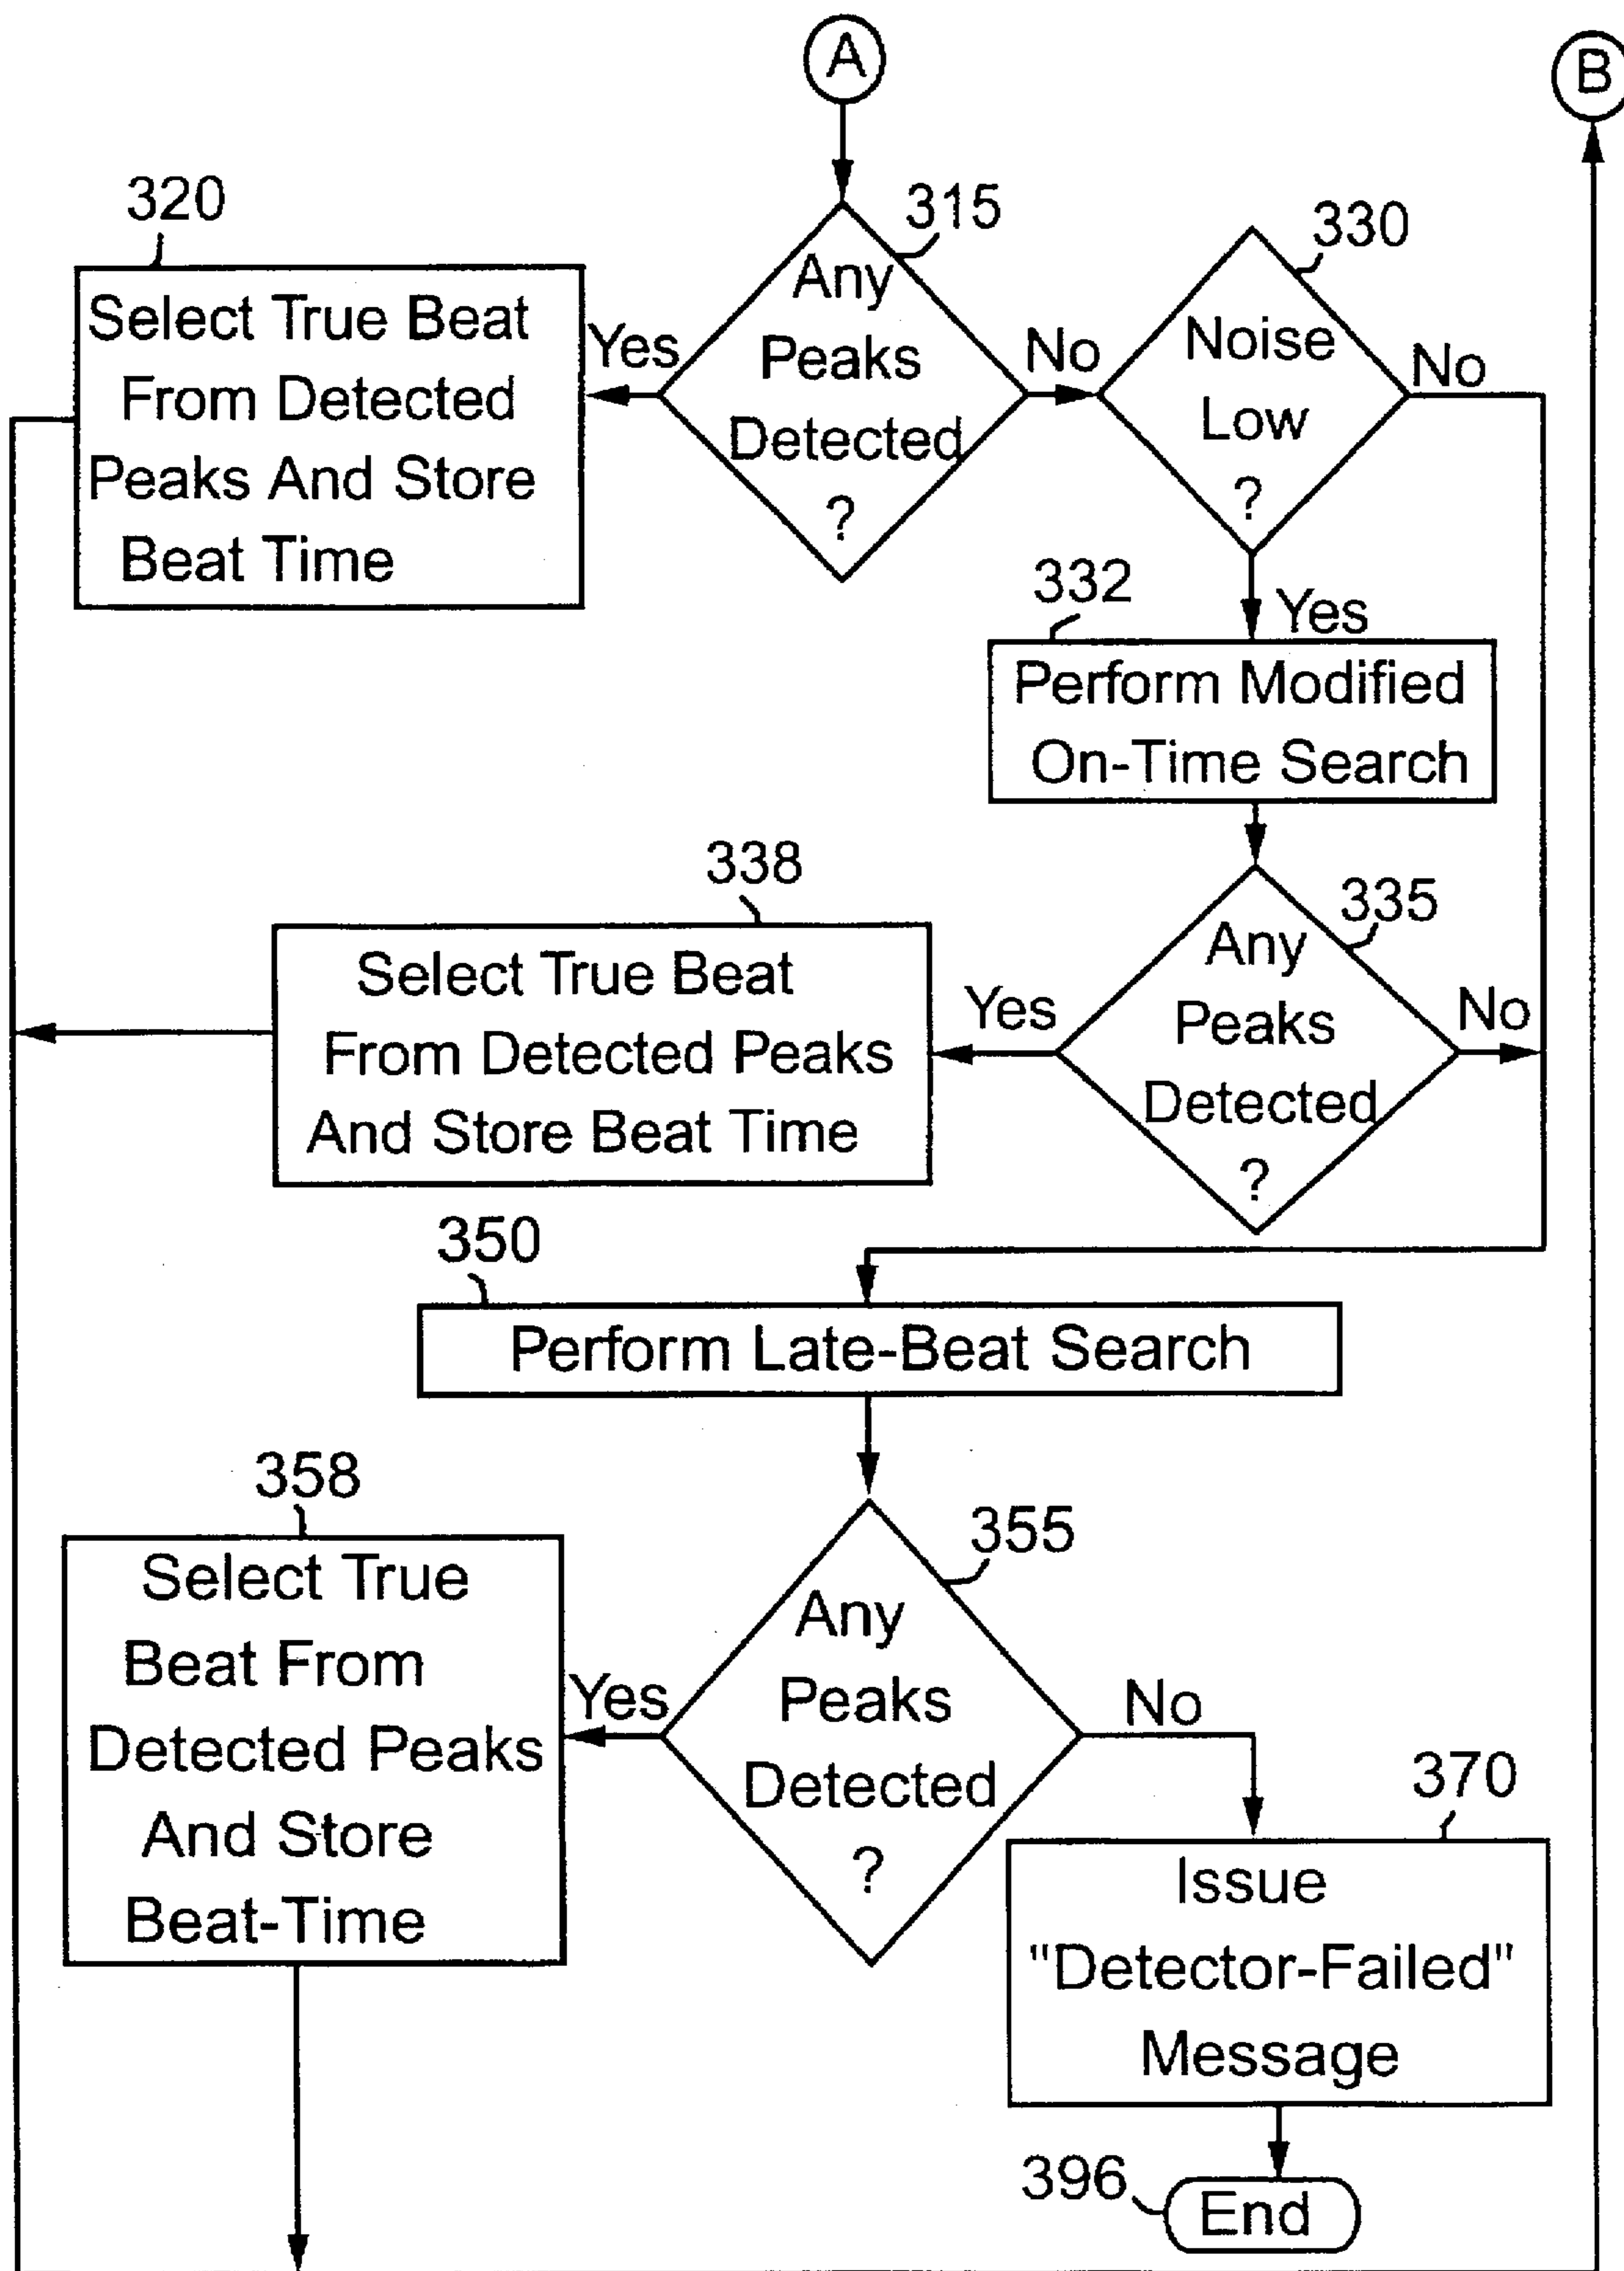 A
B
320
315
330
Select True Beat
From Detected
Peaks And Store
Beat Time
Yes
Any
Peaks
Detected
?
No
Noise
Low
?
No
332
Yes
Perform Modified
On-Time Search
338
335
Select True Beat
From Detected Peaks
And Store Beat Time
Yes
Any
Peaks
Detected
?
No
350
Perform Late-Beat Search
358
355
Select True
Beat From
Detected Peaks
And Store
Beat-Time
Yes
Any
Peaks
Detected
?
No
370
Issue
"Detector-Failed"
Message
396
End